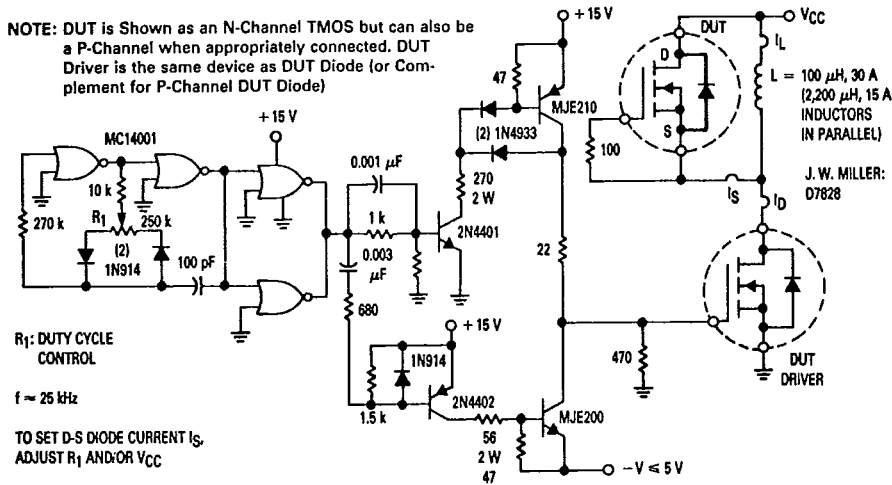 NOTE: DUT is Shown as an N-Channel TMOS but can also be
a P-Channel when appropriately connected. DUT
Driver is the same device as DUT Diode (or Com-
plement for P-Channel DUT Diode)
+15 V
VCC
DUT
IL
D
S
L = 100 µH, 30 A
(2,200 µH, 15 A
INDUCTORS
IN PARALLEL)
J. W. MILLER:
D7828
47
MJE210
(2) 1N4933
100
IS
ID
+15 V
MC14001
0.001 µF
270
2 W
10 k
270 k
R1
250 k
(2)
1N914
100 pF
1 k
2N4401
0.003
µF
22
680
+15 V
470
DUT
DRIVER
R1: DUTY CYCLE
CONTROL
1N914
1.5 k
2N4402
MJE200
f ≈ 25 kHz
56
2 W
47
TO SET D-S DIODE CURRENT IS,
ADJUST R1 AND/OR VCC
−V ⩽ 5 V